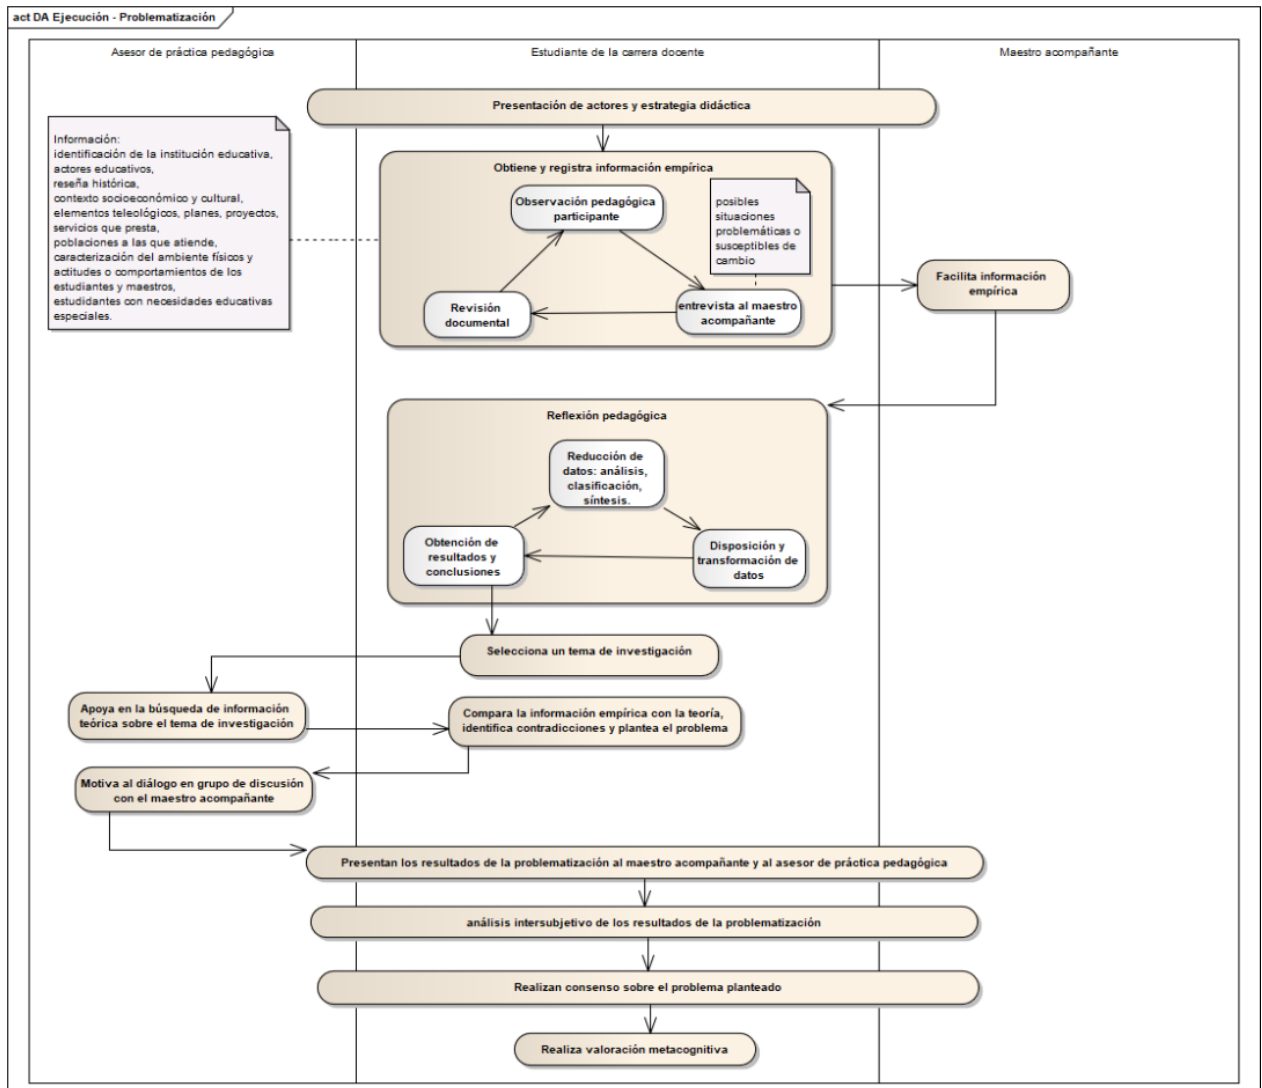 act DA Ejecución - Problematización
Asesor de práctica pedagógica
Estudiante de la carrera docente
Maestro acompañante
Presentación de actores y estrategia didáctica
Información:
identificación de la institución educativa,
actores educativos,
reseña histórica,
contexto socioeconómico y cultural,
elementos teleológicos, planes, proyectos,
servicios que presta,
poblaciones a las que atiende,
caracterización del ambiente físicos y
actitudes o comportamientos de los
estudiantes y maestros,
estudidantes con necesidades educativas
especiales.
Obtiene y registra información empírica
Observación pedagógica
participante
posibles
situaciones
problemáticas o
susceptibles de
cambio
entrevista al maestro
acompañante
Revisión
documental
Facilita información
empírica
Reflexión pedagógica
Reducción de
datos: análisis,
clasificación,
síntesis.
Disposición y
transformación de
datos
Obtención de
resultados y
conclusiones
Selecciona un tema de investigación
Apoya en la búsqueda de información
teórica sobre el tema de investigación
Compara la información empírica con la teoría,
identifica contradicciones y plantea el problema
Motiva al diálogo en grupo de discusión
con el maestro acompañante
Presentan los resultados de la problematización al maestro acompañante y al asesor de práctica pedagógica
análisis intersubjetivo de los resultados de la problematización
Realizan consenso sobre el problema planteado
Realiza valoración metacognitiva